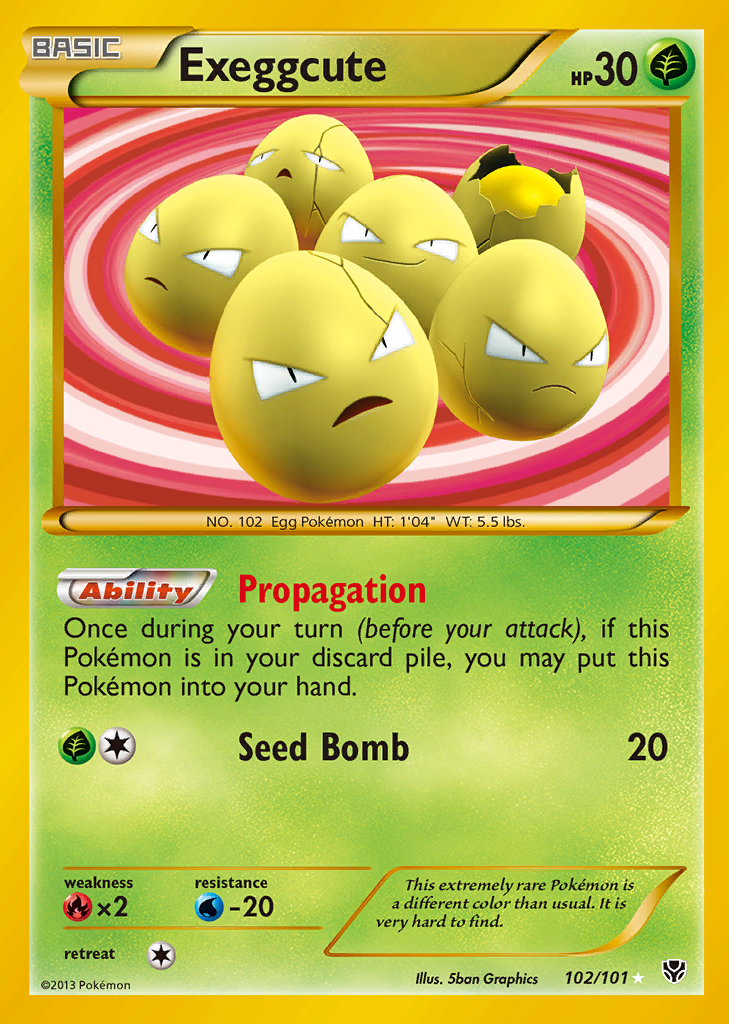 BASIC
Exeggcute
HP 30
NO. 102 Egg Pokémon HT: 1'04" WT: 5.5 lbs.
Ability Propagation
Once during your turn (before your attack), if this
Pokémon is in your discard pile, you may put this
Pokémon into your hand.
Seed Bomb 20
weakness
×2
resistance
-20
retreat
This extremely rare Pokémon is
a different color than usual. It is
very hard to find.
©2013 Pokémon
Illus. 5ban Graphics
102/101